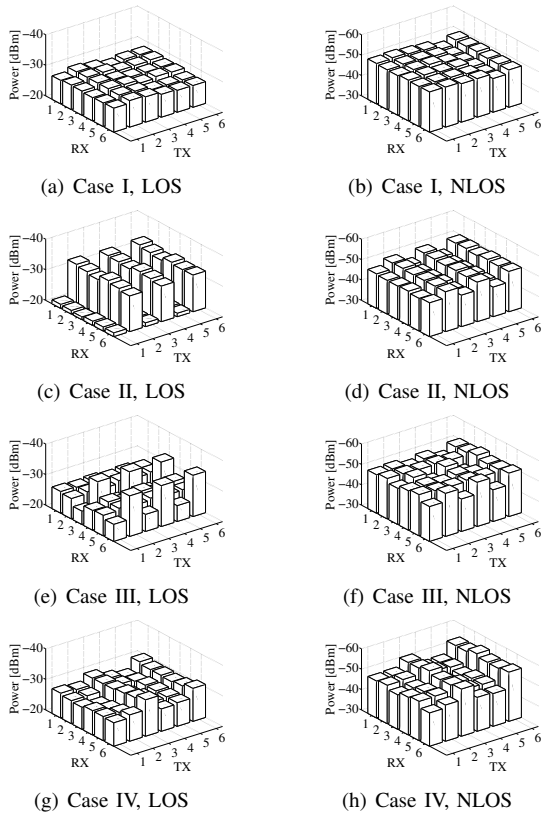 Power [dBm]
−40
−30
−20
1 2 3 4 5 6
RX
1 2 3 4 5 6
TX
(a) Case I, LOS
Power [dBm]
−60
−50
−40
−30
1 2 3 4 5 6
RX
1 2 3 4 5 6
TX
(b) Case I, NLOS
Power [dBm]
−40
−30
−20
1 2 3 4 5 6
RX
1 2 3 4 5 6
TX
(c) Case II, LOS
Power [dBm]
−60
−50
−40
−30
1 2 3 4 5 6
RX
1 2 3 4 5 6
TX
(d) Case II, NLOS
Power [dBm]
−40
−30
−20
1 2 3 4 5 6
RX
1 2 3 4 5 6
TX
(e) Case III, LOS
Power [dBm]
−60
−50
−40
−30
1 2 3 4 5 6
RX
1 2 3 4 5 6
TX
(f) Case III, NLOS
Power [dBm]
−40
−30
−20
1 2 3 4 5 6
RX
1 2 3 4 5 6
TX
(g) Case IV, LOS
Power [dBm]
−60
−50
−40
−30
1 2 3 4 5 6
RX
1 2 3 4 5 6
TX
(h) Case IV, NLOS